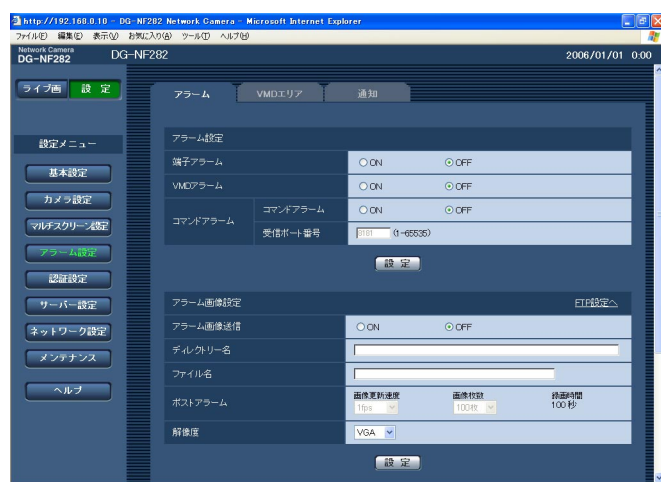 http://192.168.0.10 - DG-NF282 Network Camera - Microsoft Internet Explorer
ファイル(F) 編集(E) 表示(V) お気に入り(A) ツール(T) ヘルプ(H)
Network Camera
DG-NF282 DG-NF282 2006/01/01 0:00
ライブ画 設 定
アラーム VMDエリア 通知
設定メニュー
基本設定
カメラ設定
マルチスクリーン設定
アラーム設定
認証設定
サーバー設定
ネットワーク設定
メンテナンス
ヘルプ
アラーム設定
端子アラーム ON OFF
VMDアラーム ON OFF
コマンドアラーム コマンドアラーム ON OFF
受信ポート番号 8181 (1-65535)
設 定
アラーム画像設定 FTP設定へ
アラーム画像送信 ON OFF
ディレクトリー名
ファイル名
ポストアラーム 画像更新速度 画像枚数 録画時間
1fps 100枚 100 秒
解像度 VGA
設 定